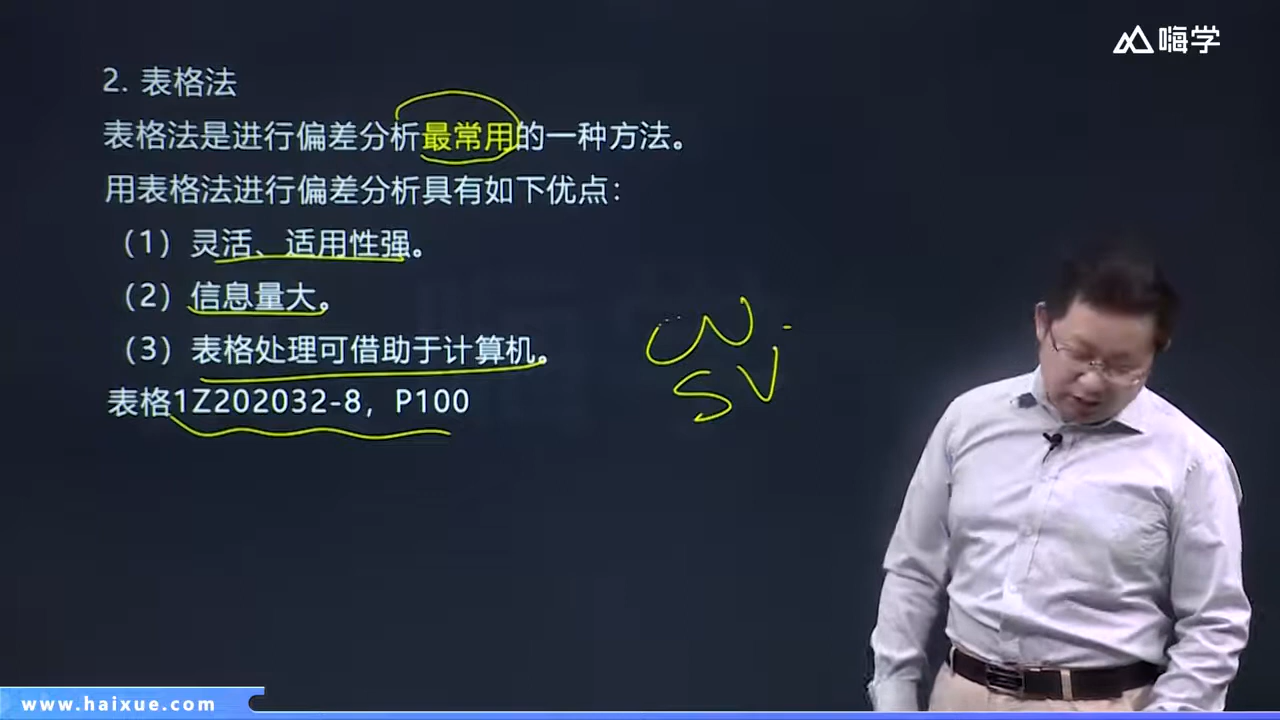 嗨学
2. 表格法
表格法是进行偏差分析最常用的一种方法。
用表格法进行偏差分析具有如下优点：
（1）灵活、适用性强。
（2）信息量大。
（3）表格处理可借助于计算机。
表格1Z202032-8，P100
CV
SV
www.haixue.com